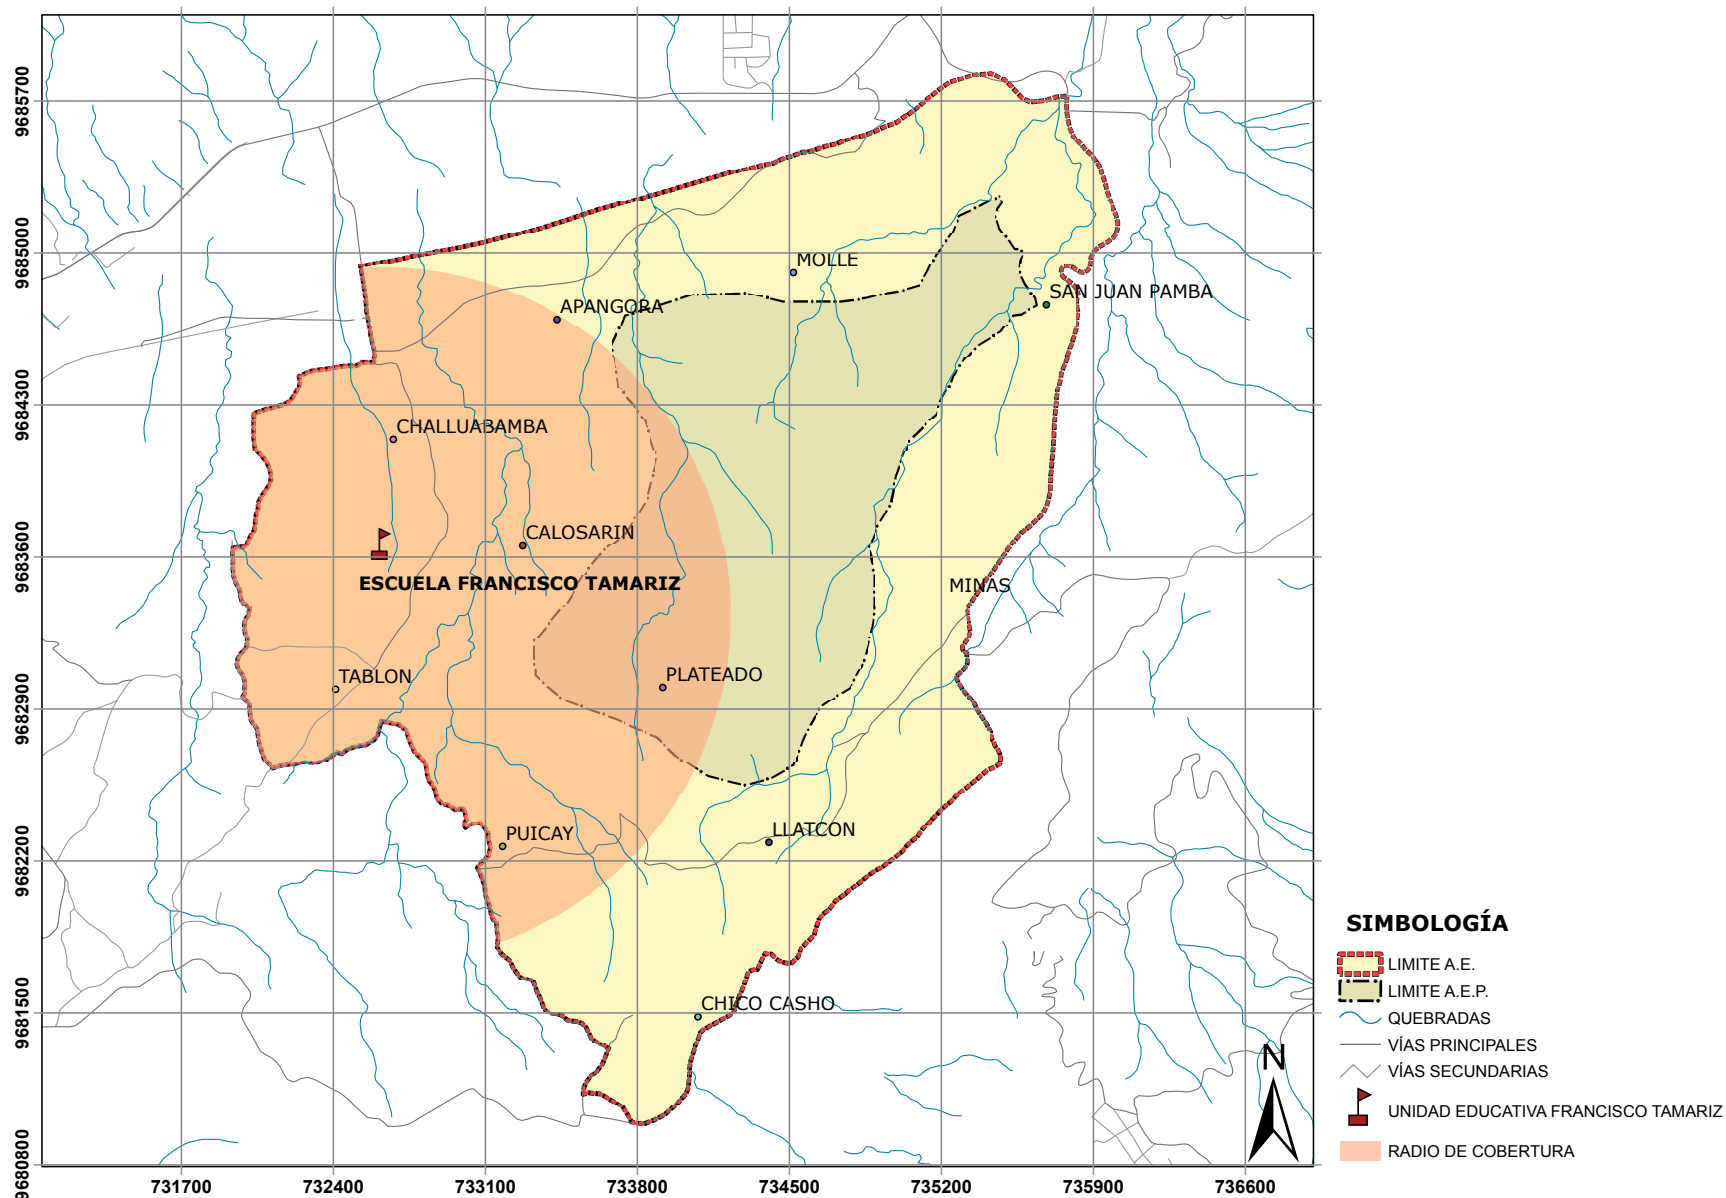 9685700
9685000
9684300
9683600
9682900
9682200
9681500
9680800
MOLLE
SAN JUAN PAMBA
APANGORA
CHALLUABAMBA
CALOSARIN
ESCUELA FRANCISCO TAMARIZ
MINAS
TABLON
PLATEADO
PUICAY
LLATCON
CHICO CASHO
731700
732400
733100
733800
734500
735200
735900
736600
N
SIMBOLOGÍA
LIMITE A.E.
LIMITE A.E.P.
QUEBRADAS
VÍAS PRINCIPALES
VÍAS SECUNDARIAS
UNIDAD EDUCATIVA FRANCISCO TAMARIZ
RADIO DE COBERTURA